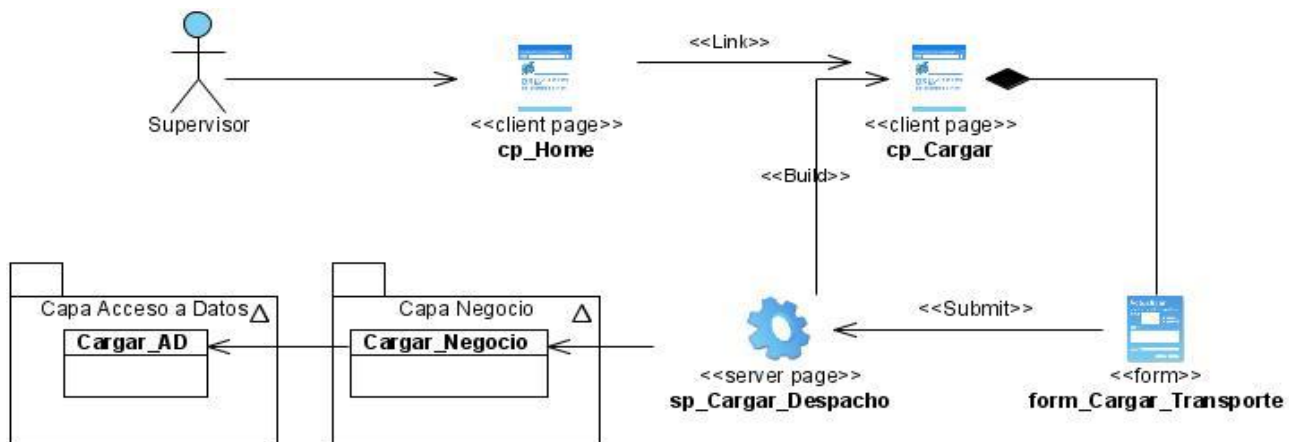 <<Link>>
Supervisor
<<client page>>
cp_Home
<<client page>>
cp_Cargar
<<Build>>
Capa Acceso a Datos
Cargar_AD
Capa Negocio
Cargar_Negocio
<<Submit>>
<<server page>>
sp_Cargar_Despacho
<<form>>
form_Cargar_Transporte